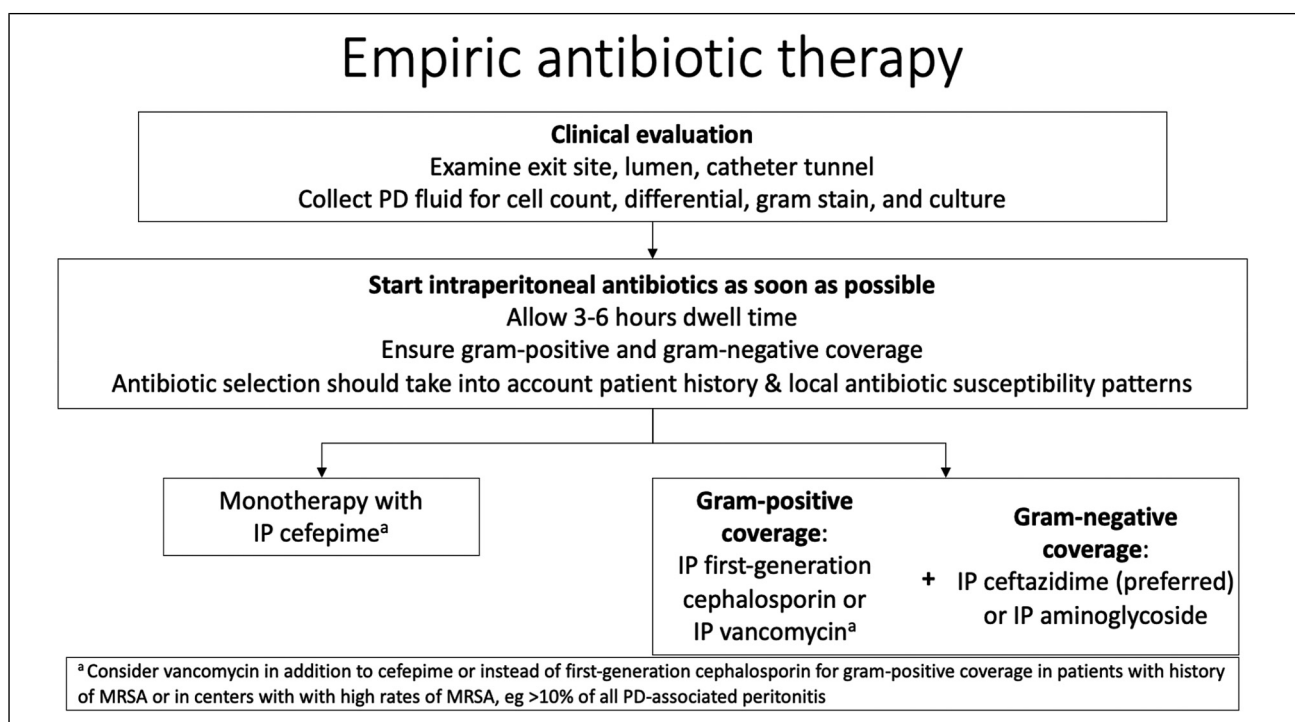 Empiric antibiotic therapy
Clinical evaluation
Examine exit site, lumen, catheter tunnel
Collect PD fluid for cell count, differential, gram stain, and culture
Start intraperitoneal antibiotics as soon as possible
Allow 3-6 hours dwell time
Ensure gram-positive and gram-negative coverage
Antibiotic selection should take into account patient history & local antibiotic susceptibility patterns
Monotherapy with
IP cefepimeᵃ
Gram-positive
coverage:
IP first-generation
cephalosporin or
IP vancomycinᵃ
+
Gram-negative
coverage:
IP ceftazidime (preferred)
or IP aminoglycoside
ᵃ Consider vancomycin in addition to cefepime or instead of first-generation cephalosporin for gram-positive coverage in patients with history
of MRSA or in centers with with high rates of MRSA, eg >10% of all PD-associated peritonitis